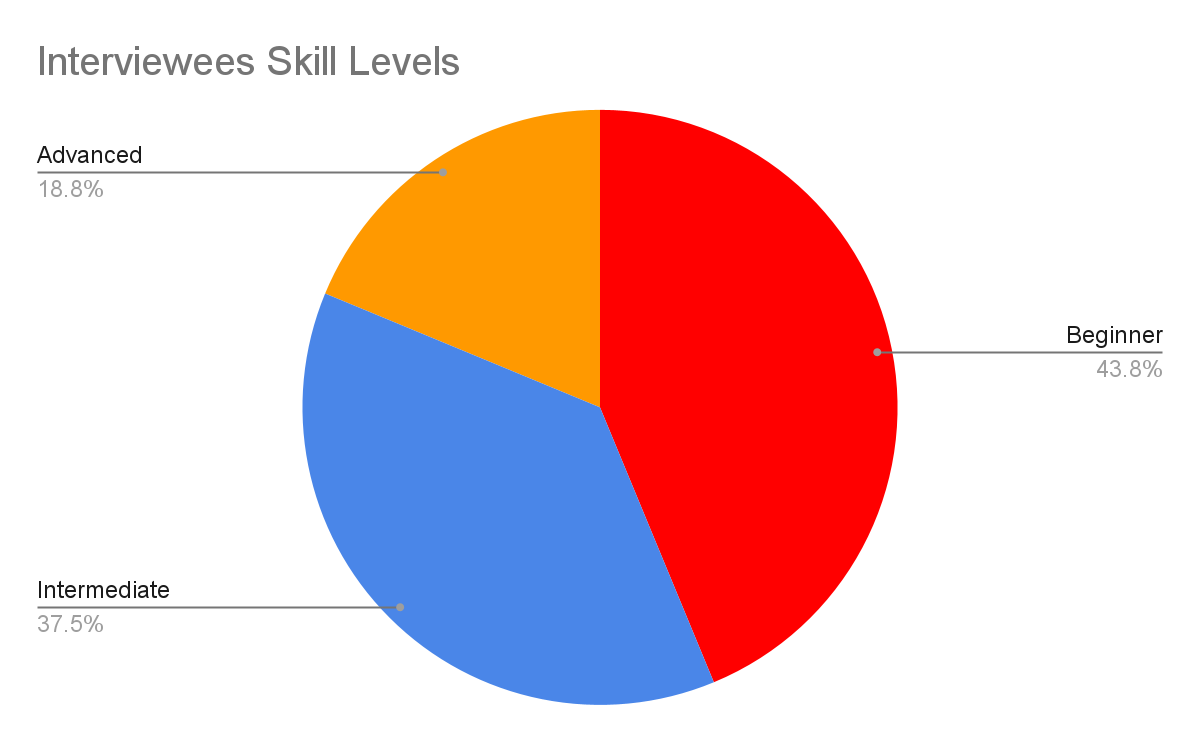 Interviewees Skill Levels
Advanced
18.8%
Beginner
43.8%
Intermediate
37.5%